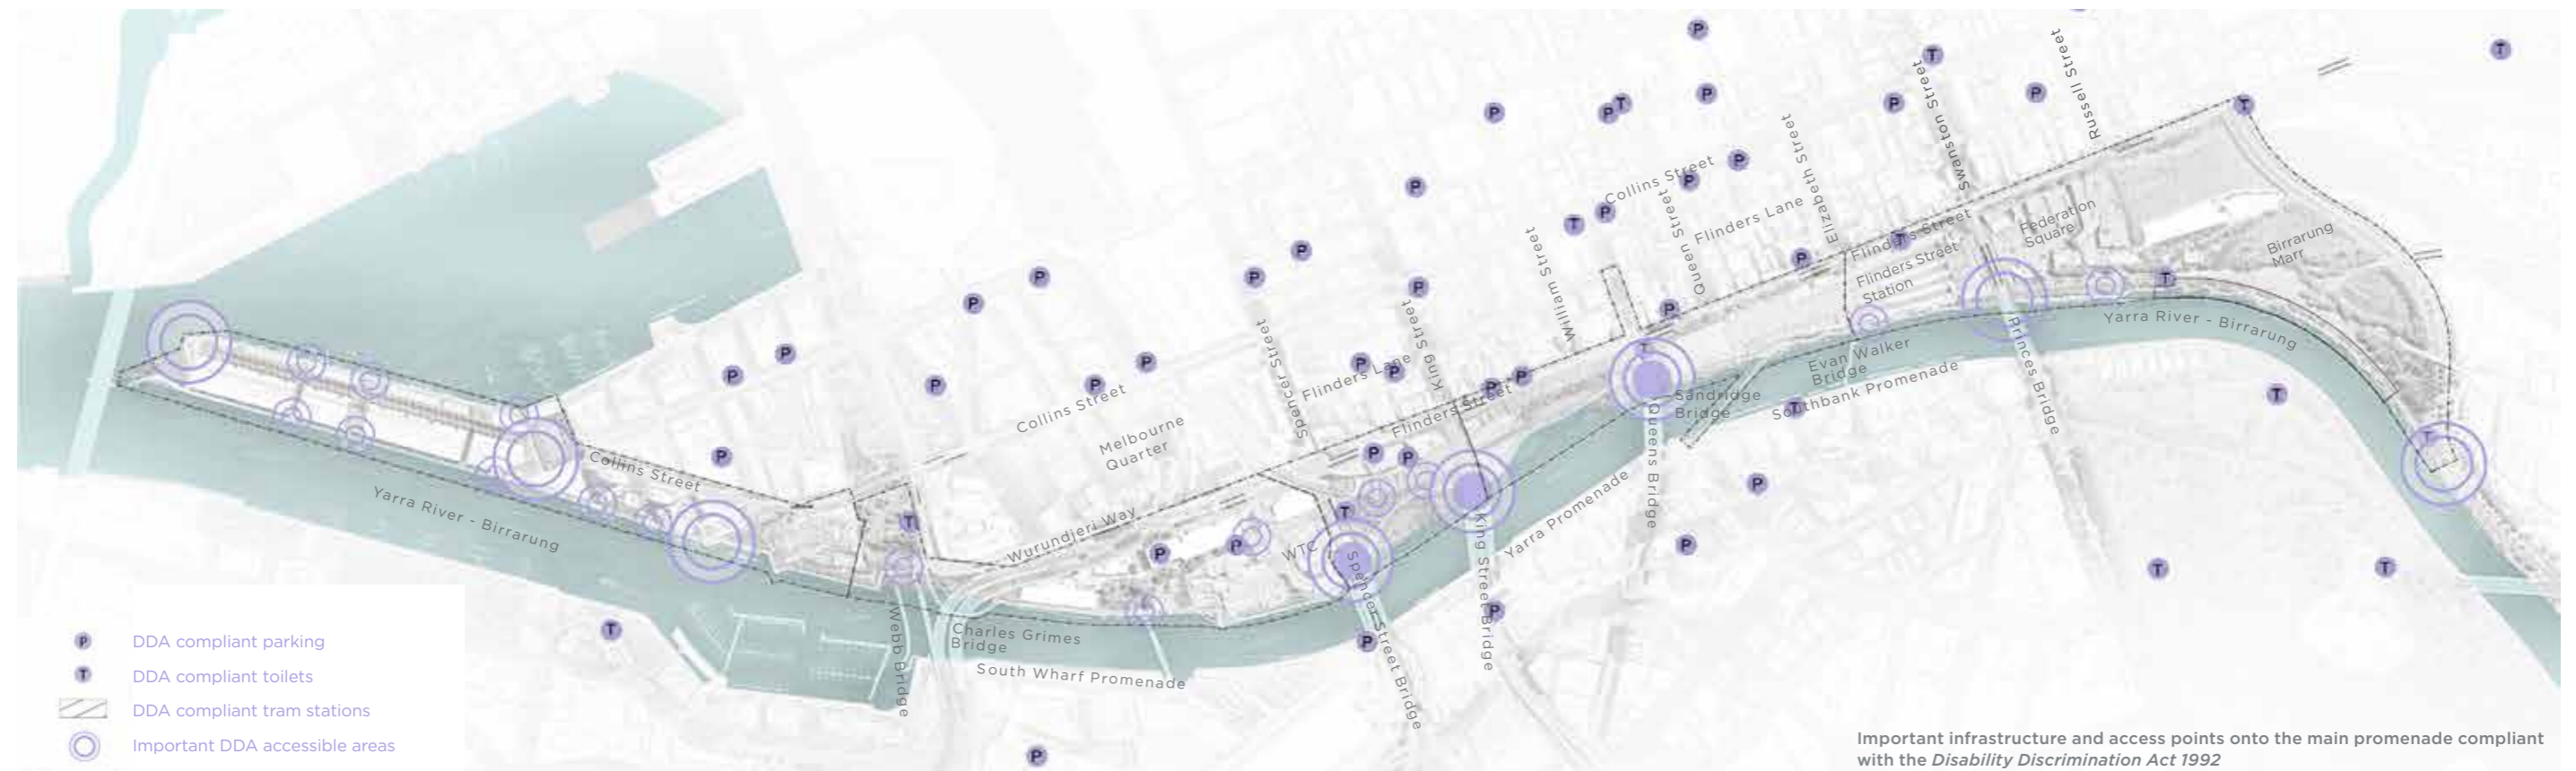 Russell Street
Swanston Street
Elizabeth Street
Collins Street
Queen Street
Flinders Lane
William Street
Flinders Street
Federation
Square
Birrarung
Marr
Flinders Street
Station
Yarra River - Birrarung
Princes Bridge
Evan Walker
Bridge
Southbank Promenade
Sandridge
Bridge
Queens Bridge
King Street
Flinders Lane
Flinders Street
Spencer Street
Collins Street
Melbourne
Quarter
Collins Street
Yarra River - Birrarung
Wurundjeri Way
WTC
Yarra Promenade
King Street Bridge
Spencer Street Bridge
Webb Bridge
Charles Grimes
Bridge
South Wharf Promenade
P DDA compliant parking
T DDA compliant toilets
DDA compliant tram stations
Important DDA accessible areas
Important infrastructure and access points onto the main promenade compliant
with the Disability Discrimination Act 1992